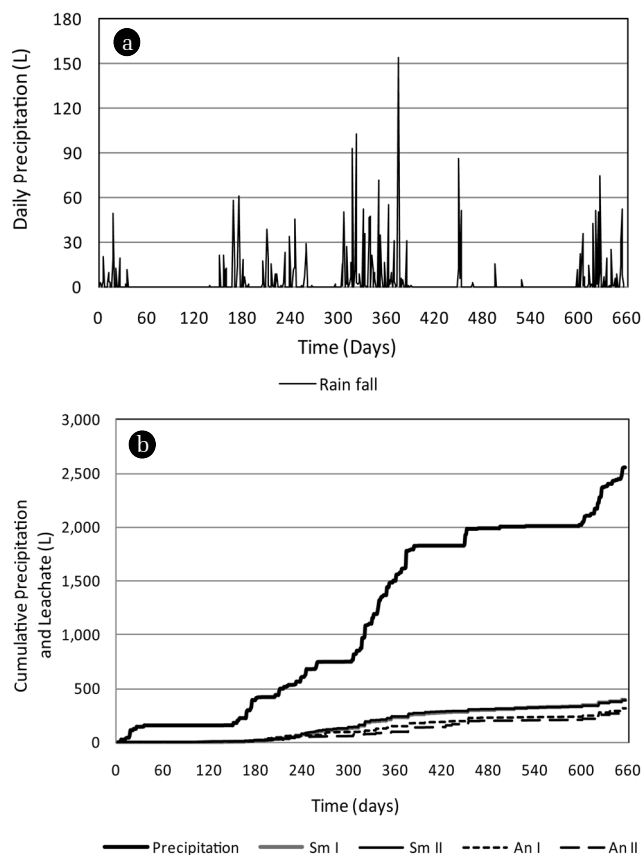 a
Daily Precipitation (L)
180
150
120
90
60
30
0
0 60 120 180 240 300 360 420 480 540 600 660
Time (Days)
Rain fall
b
Cumulative precipitation
and Leachate (L)
3,000
2,500
2,000
1,500
1,000
500
0
0 60 120 180 240 300 360 420 480 540 600 660
Time (days)
Precipitation Sm I Sm II An I An II